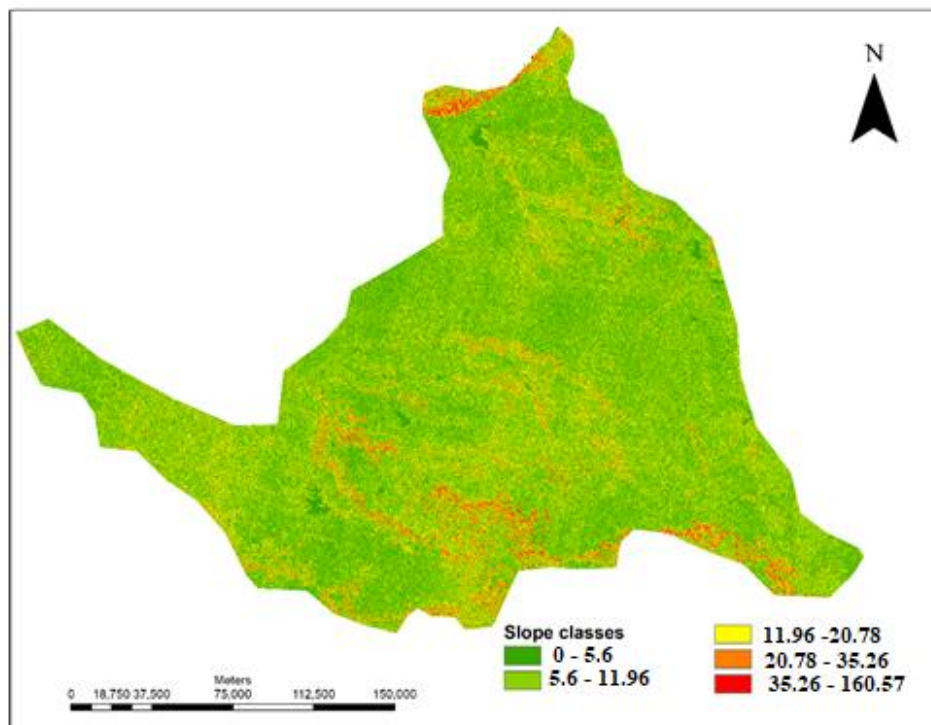 N
Slope classes
0 - 5.6
5.6 - 11.96
11.96 -20.78
20.78 - 35.26
35.26 - 160.57
Meters
0 18,750 37,500 75,000 112,500 150,000